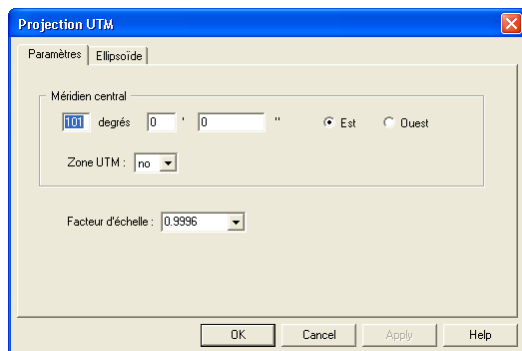 Projection UTM
Paramètres Ellipsoïde
Méridien central
101 degrés 0 ' 0 " Est Ouest
Zone UTM : no
Facteur d'échelle : 0.9996
OK Cancel Apply Help